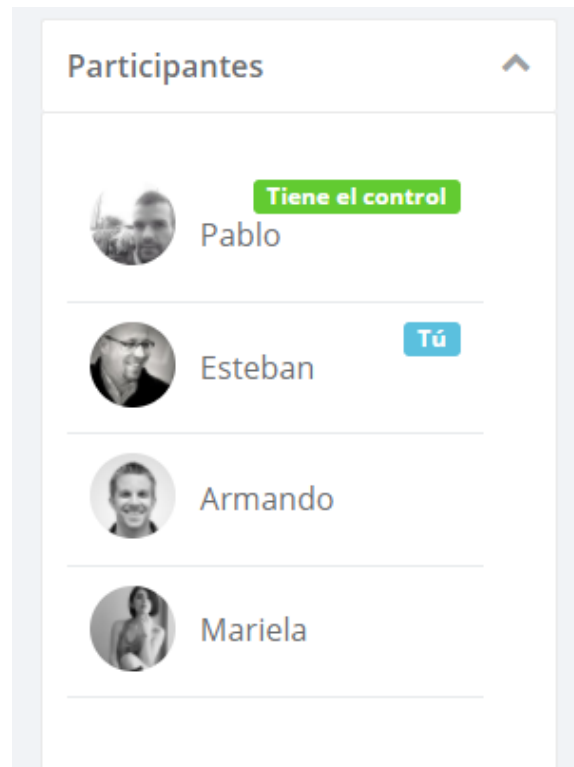 Participantes
Tiene el control
Pablo
Tú
Esteban
Armando
Mariela